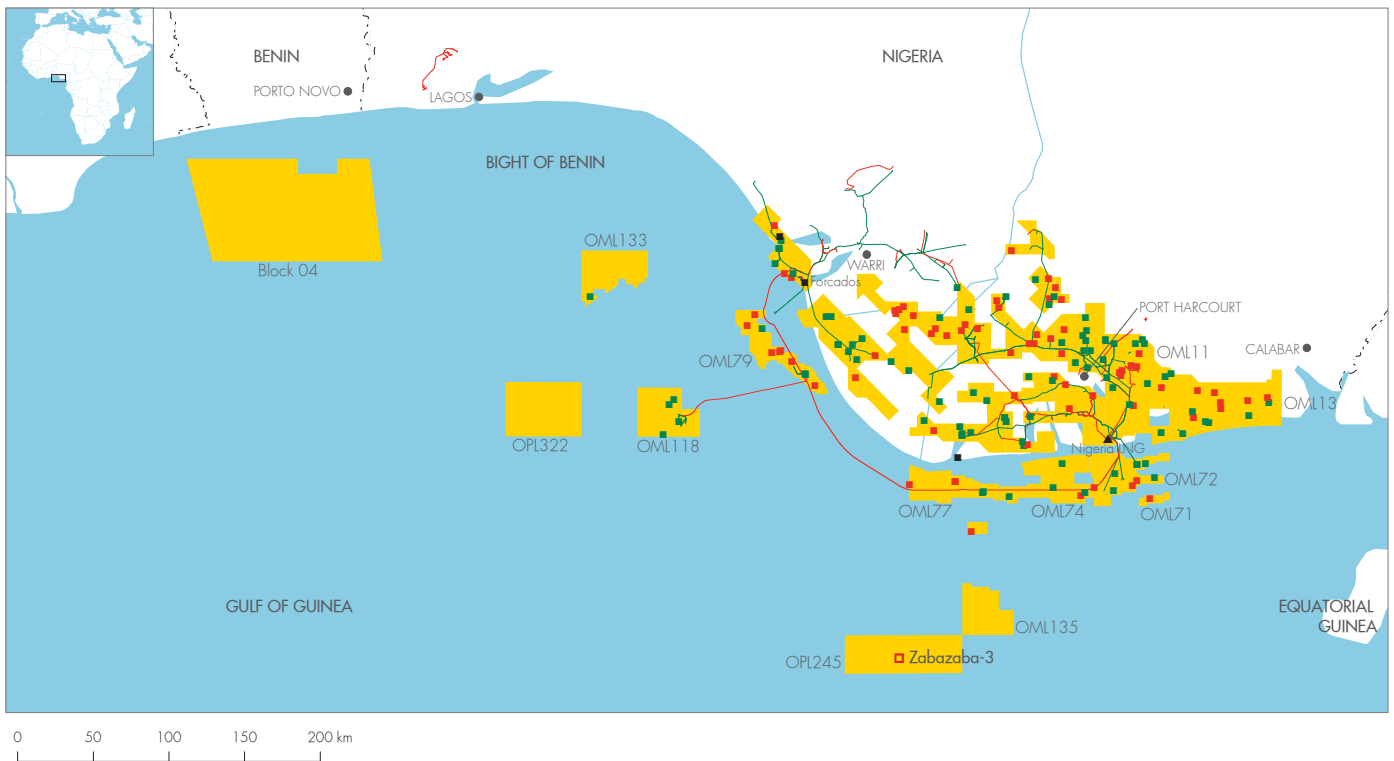 BENIN
NIGERIA
PORTO NOVO
LAGOS
BIGHT OF BENIN
OML133
Block 04
WARRI
Forcados
PORT HARCOURT
OML79
OML11
CALABAR
OML13
OPL322
OML118
Nigeria LNG
OML72
OML77
OML74
OML71
GULF OF GUINEA
EQUATORIAL
GUINEA
OML135
OPL245
Zabazaba-3
0 50 100 150 200 km